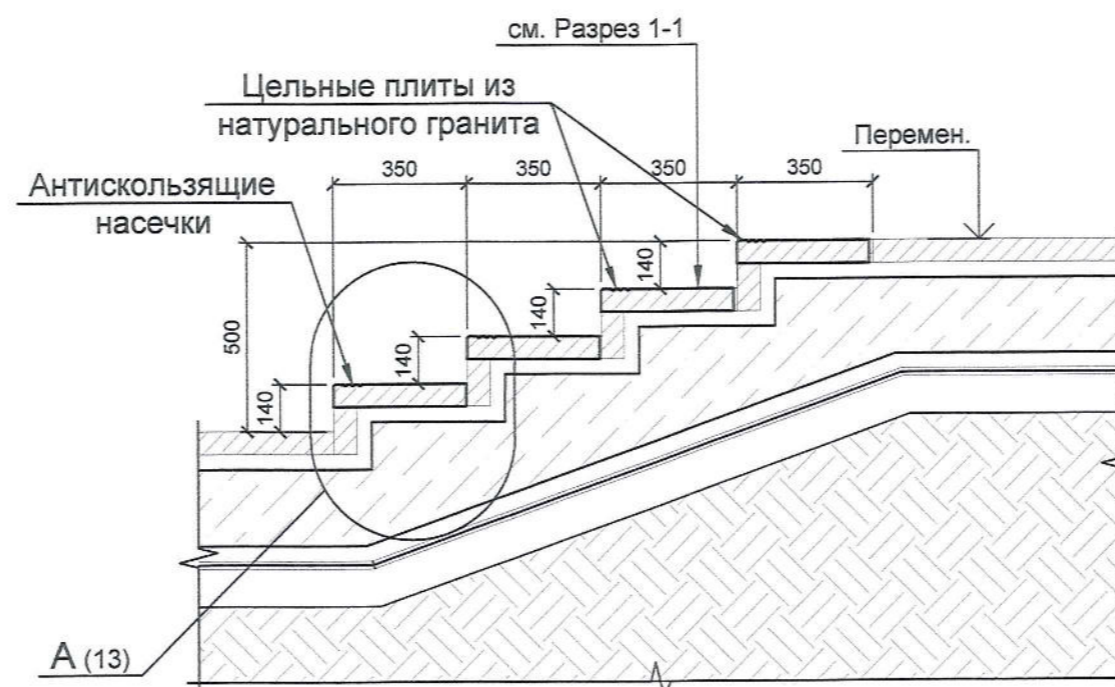 см. Разрез 1-1
Цельные плиты из
натурального гранита
Перемен.
350
350
350
350
Антискользящие
насечки
140
140
500
140
140
А (13)